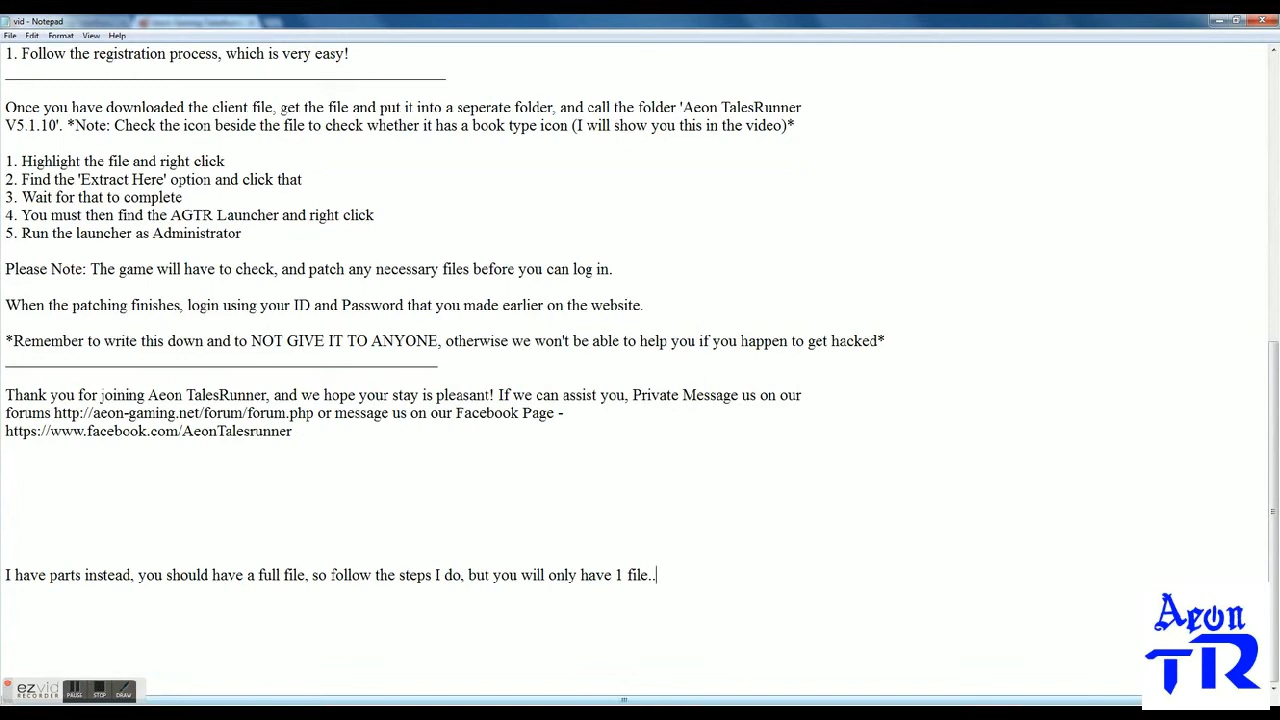 vid - Notepad
File Edit Format View Help
1. Follow the registration process, which is very easy!
Once you have downloaded the client file, get the file and put it into a seperate folder, and call the folder 'Aeon TalesRunner
V5.1.10'. *Note: Check the icon beside the file to check whether it has a book type icon (I will show you this in the video)*
1. Highlight the file and right click
2. Find the 'Extract Here' option and click that
3. Wait for that to complete
4. You must then find the AGTR Launcher and right click
5. Run the launcher as Administrator
Please Note: The game will have to check, and patch any necessary files before you can log in.
When the patching finishes, login using your ID and Password that you made earlier on the website.
*Remember to write this down and to NOT GIVE IT TO ANYONE, otherwise we won't be able to help you if you happen to get hacked*
Thank you for joining Aeon TalesRunner, and we hope your stay is pleasant! If we can assist you, Private Message us on our
forums http://aeon-gaming.net/forum/forum.php or message us on our Facebook Page -
https://www.facebook.com/AeonTalesrunner
I have parts instead, you should have a full file, so follow the steps I do, but you will only have 1 file..
Aeon
TR
ezvid
RECORDER
PAUSE STOP DRAW